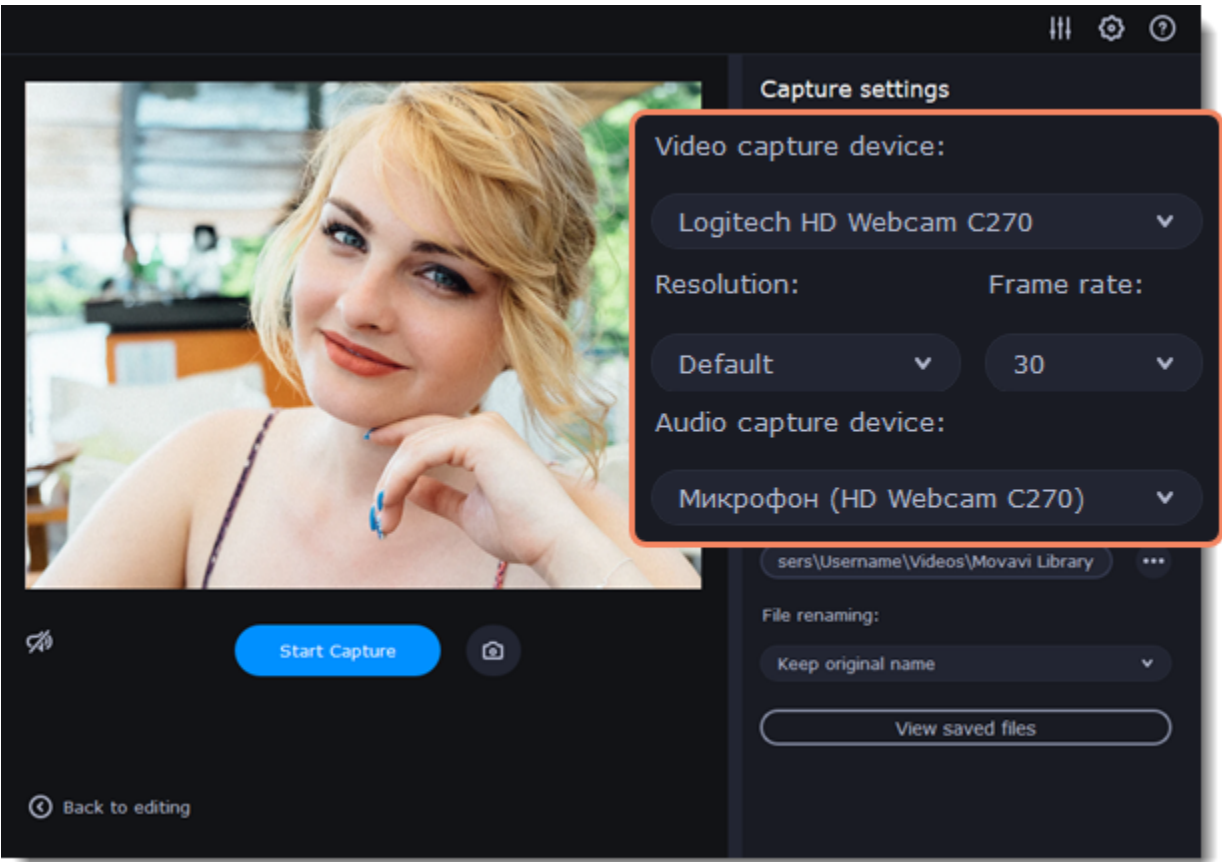 Capture settings
Video capture device:
Logitech HD Webcam C270
Resolution: Frame rate:
Default 30
Audio capture device:
Микрофон (HD Webcam C270)
sers\Username\Videos\Movavi Library
File renaming:
Keep original name
View saved files
Start Capture
Back to editing